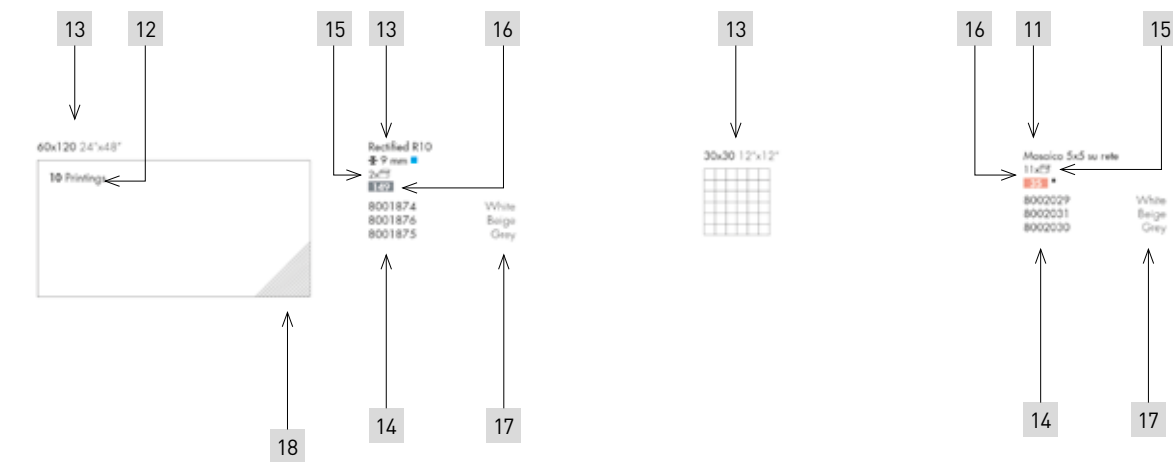 13 12 15 13 16 13 16 11 15
60x120 24"x48"
10 Printings
Rectified R10
9 mm
2x
149
8001874 White
8001876 Beige
8001875 Grey
30x30 12"x12"
Mosaico 5x5 su rete
11x
35 *
8002029 White
8002031 Beige
8002030 Grey
14 17 14 17
18